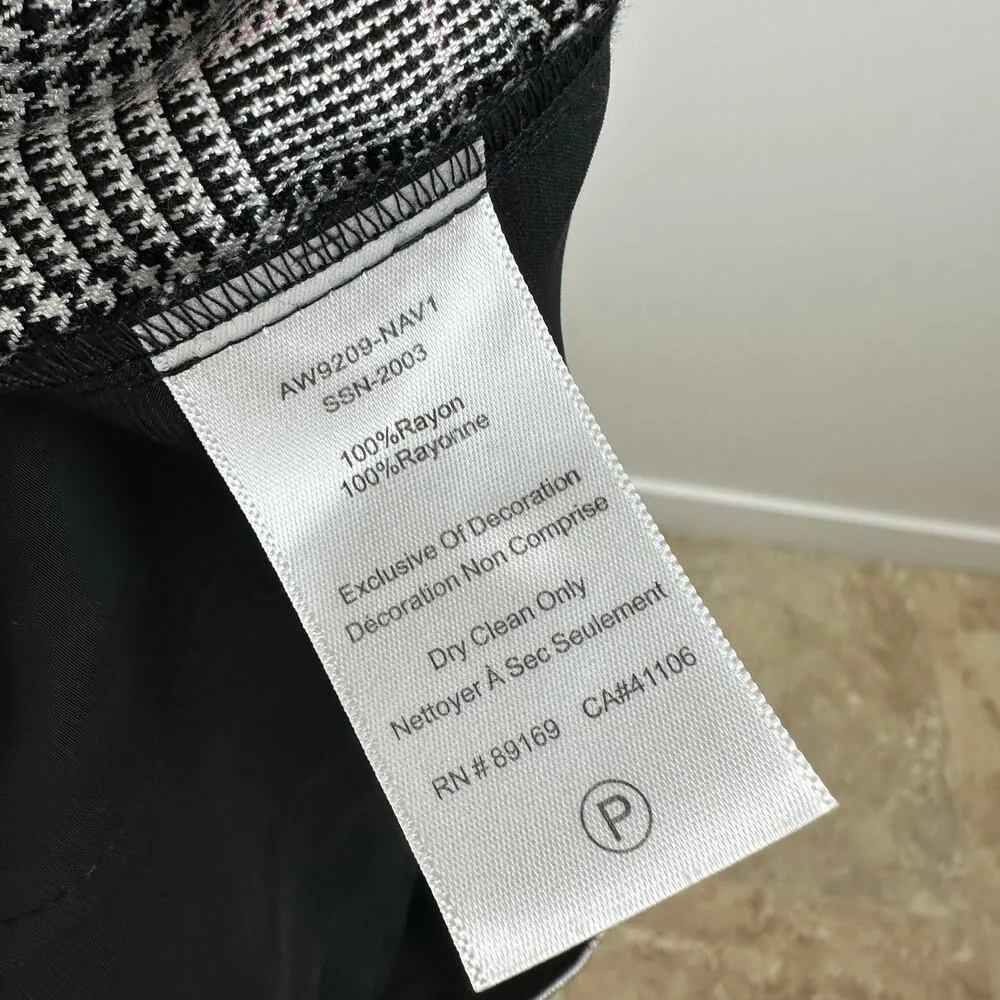 AW9209-NAV1
SSN-2003
100%Rayon
100%Rayonne
Exclusive Of Decoration
Décoration Non Comprise
Dry Clean Only
Nettoyer À Sec Seulement
RN # 89169 CA#41106
P